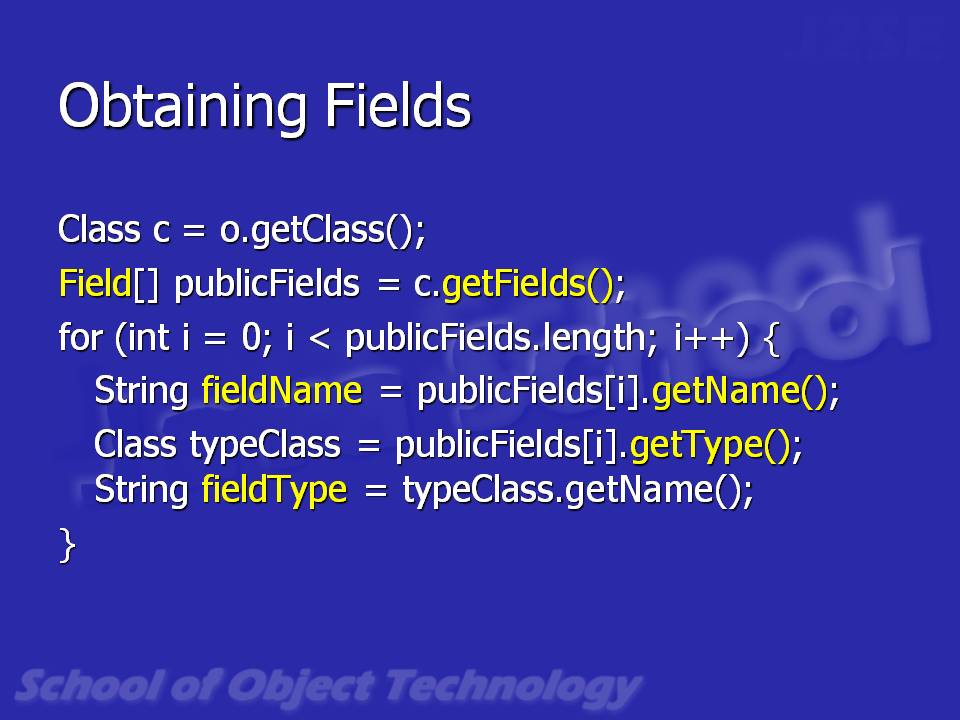 J2SE
Obtaining Fields
Class c = o.getClass();
Field[] publicFields = c.getFields();
for (int i = 0; i < publicFields.length; i++) {
String fieldName = publicFields[i].getName();
Class typeClass = publicFields[i].getType();
String fieldType = typeClass.getName();
}
School of Object Technology